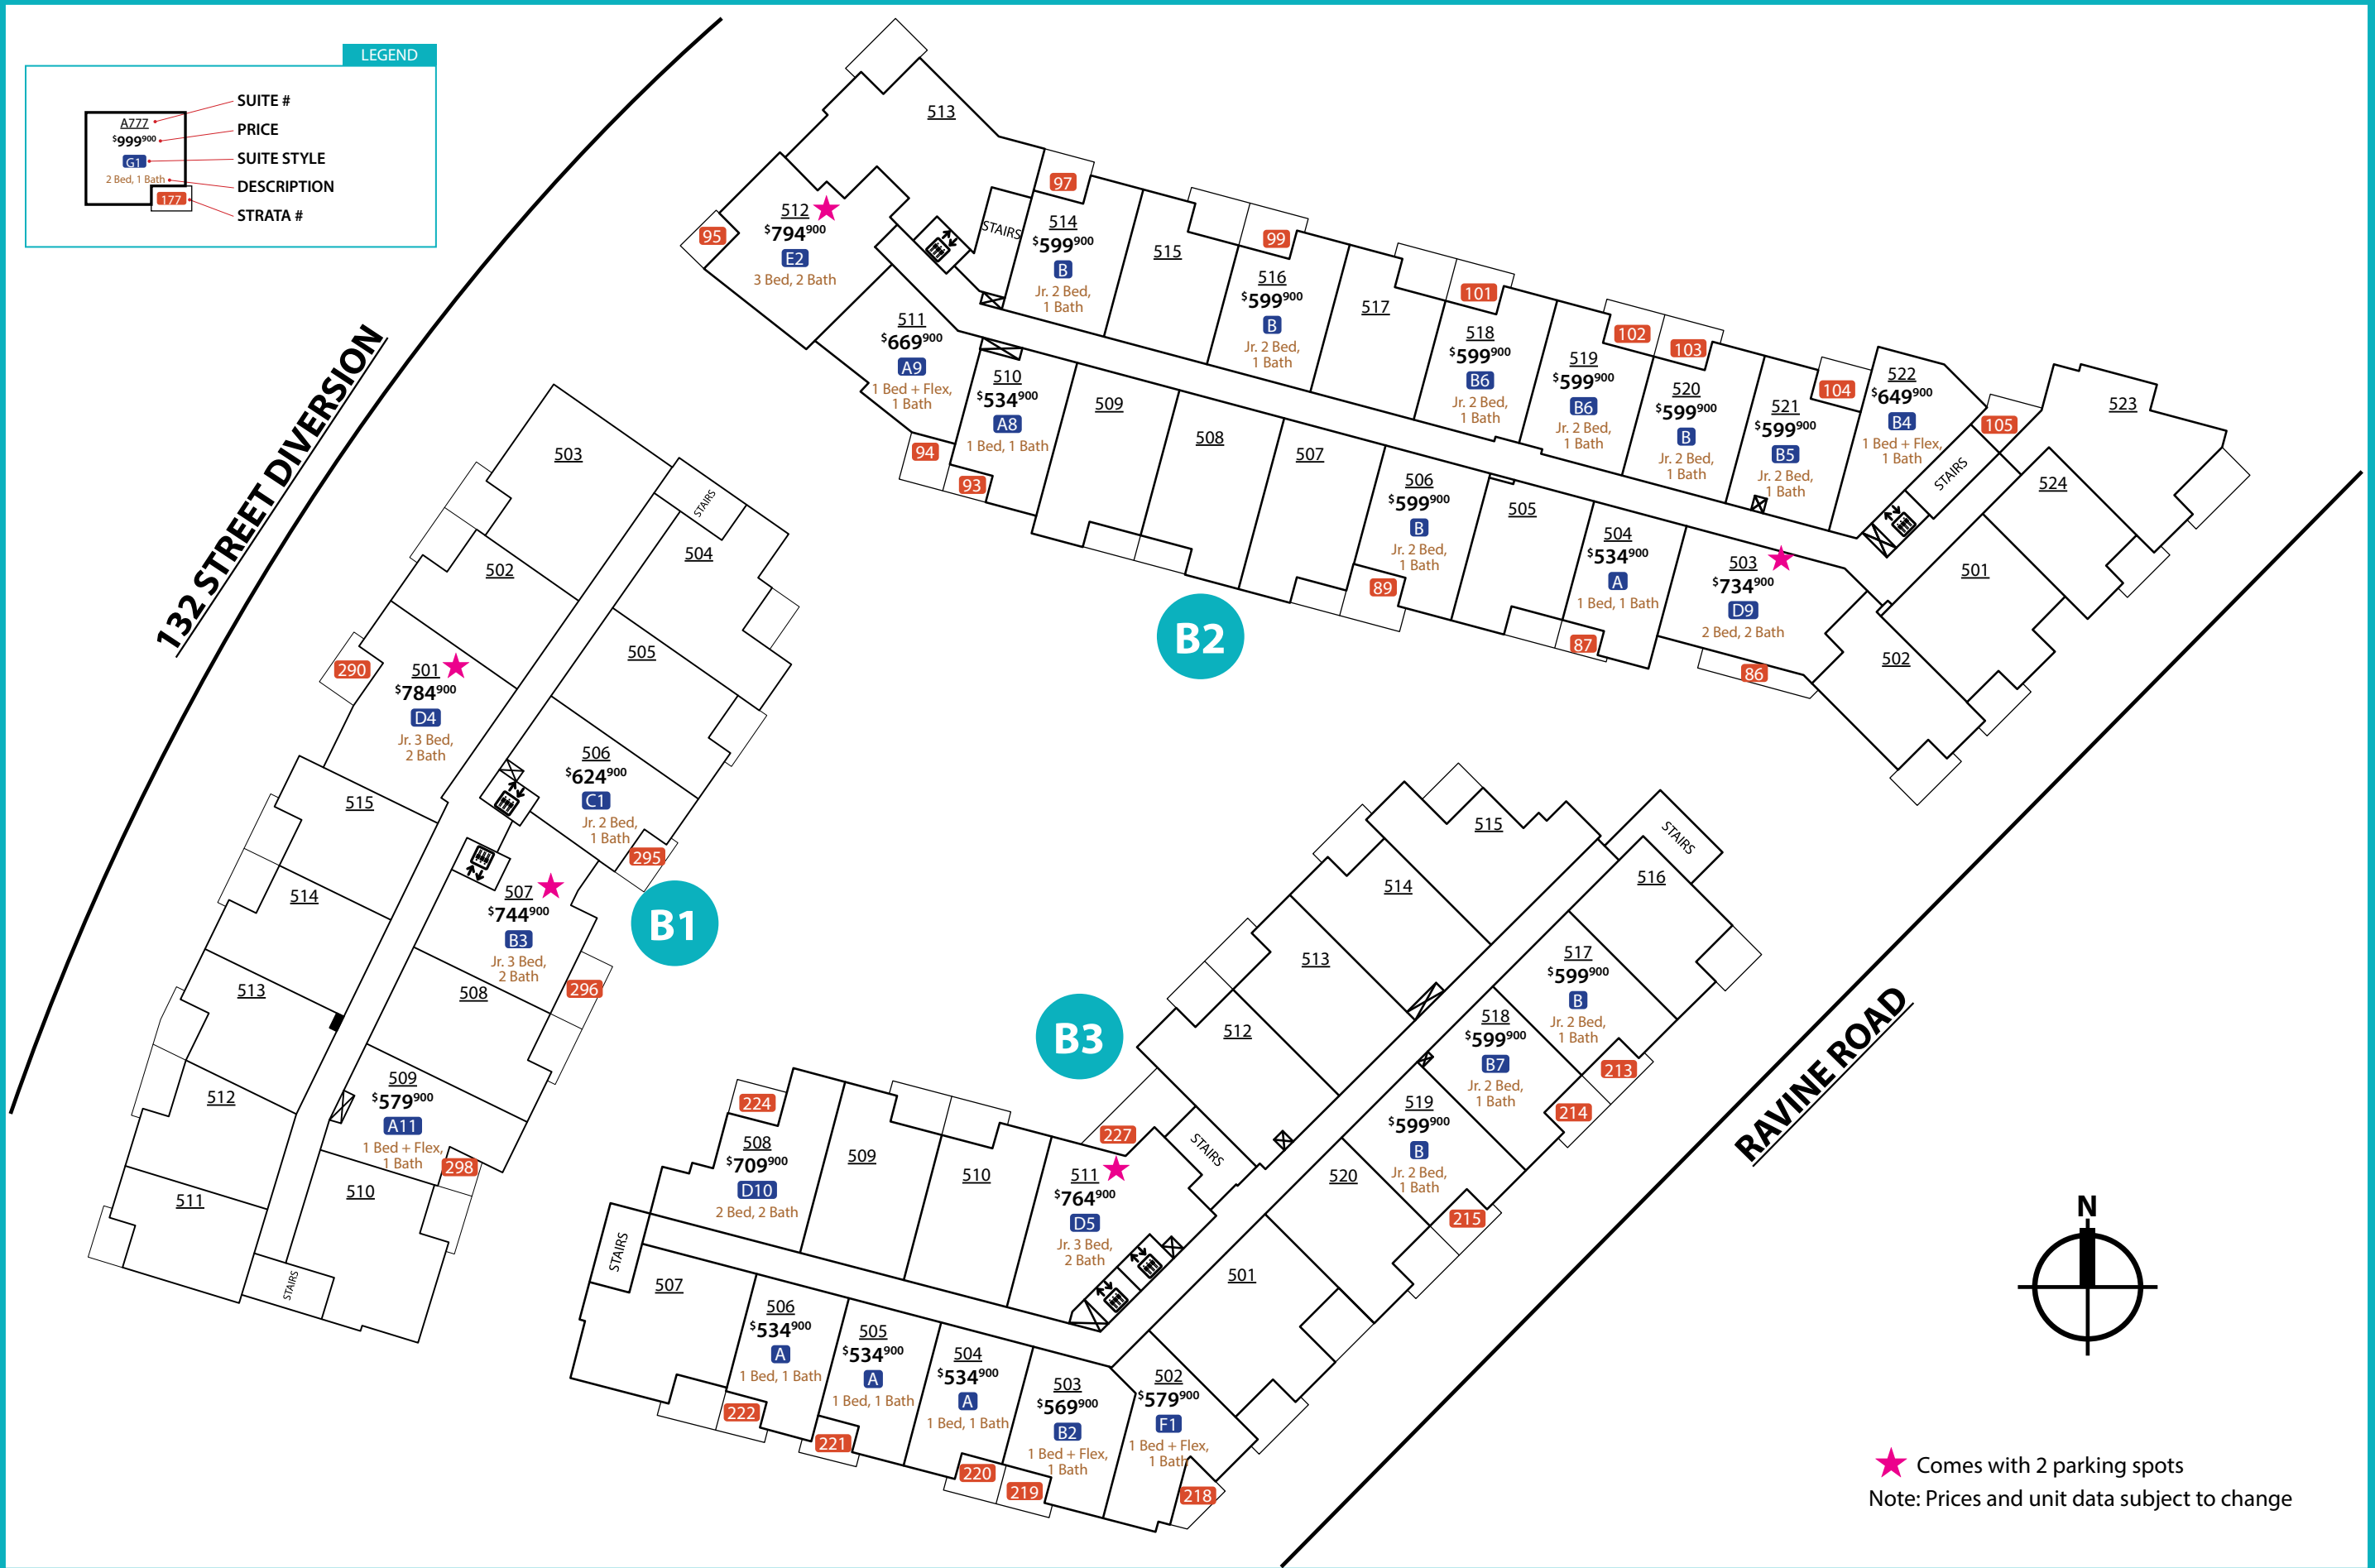 LEGEND
A777
$999900
G1
2 Bed, 1 Bath
177
SUITE #
PRICE
SUITE STYLE
DESCRIPTION
STRATA #
132 STREET DIVERSION
RAVINE ROAD
B2
513
512
$794900
E2
3 Bed, 2 Bath
95
STAIRS
97
514
$599900
B
Jr. 2 Bed,
1 Bath
515
99
516
$599900
B
Jr. 2 Bed,
1 Bath
517
101
518
$599900
B6
Jr. 2 Bed,
1 Bath
102
519
$599900
B6
Jr. 2 Bed,
1 Bath
103
520
$599900
B
Jr. 2 Bed,
1 Bath
104
521
$599900
B5
Jr. 2 Bed,
1 Bath
522
$649900
B4
1 Bed + Flex,
1 Bath
105
STAIRS
523
524
501
502
511
$669900
A9
1 Bed + Flex,
1 Bath
94
510
$534900
A8
1 Bed, 1 Bath
93
509
508
507
506
$599900
B
Jr. 2 Bed,
1 Bath
89
505
504
$534900
A
1 Bed, 1 Bath
87
503
$734900
D9
2 Bed, 2 Bath
86
B1
503
STAIRS
504
502
505
290
501
$784900
D4
Jr. 3 Bed,
2 Bath
506
$624900
C1
Jr. 2 Bed,
1 Bath
295
515
507
$744900
B3
Jr. 3 Bed,
2 Bath
296
514
508
513
509
$579900
A11
1 Bed + Flex,
1 Bath
298
512
511
510
STAIRS
B3
515
STAIRS
514
516
513
517
$599900
B
Jr. 2 Bed,
1 Bath
213
512
518
$599900
B7
Jr. 2 Bed,
1 Bath
214
519
$599900
B
Jr. 2 Bed,
1 Bath
215
520
501
224
508
$709900
D10
2 Bed, 2 Bath
509
510
227
511
$764900
D5
Jr. 3 Bed,
2 Bath
STAIRS
STAIRS
507
506
$534900
A
1 Bed, 1 Bath
222
505
$534900
A
1 Bed, 1 Bath
221
504
$534900
A
1 Bed, 1 Bath
220
503
$569900
B2
1 Bed + Flex,
1 Bath
219
502
$579900
F1
1 Bed + Flex,
1 Bath
218
N
Comes with 2 parking spots
Note: Prices and unit data subject to change